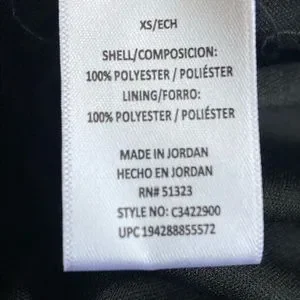 XS/ECH
SHELL/COMPOSICION:
100% POLYESTER / POLIÉSTER
LINING/FORRO:
100% POLYESTER / POLIÉSTER
MADE IN JORDAN
HECHO EN JORDAN
RN# 51323
STYLE NO: C3422900
UPC 194288855572